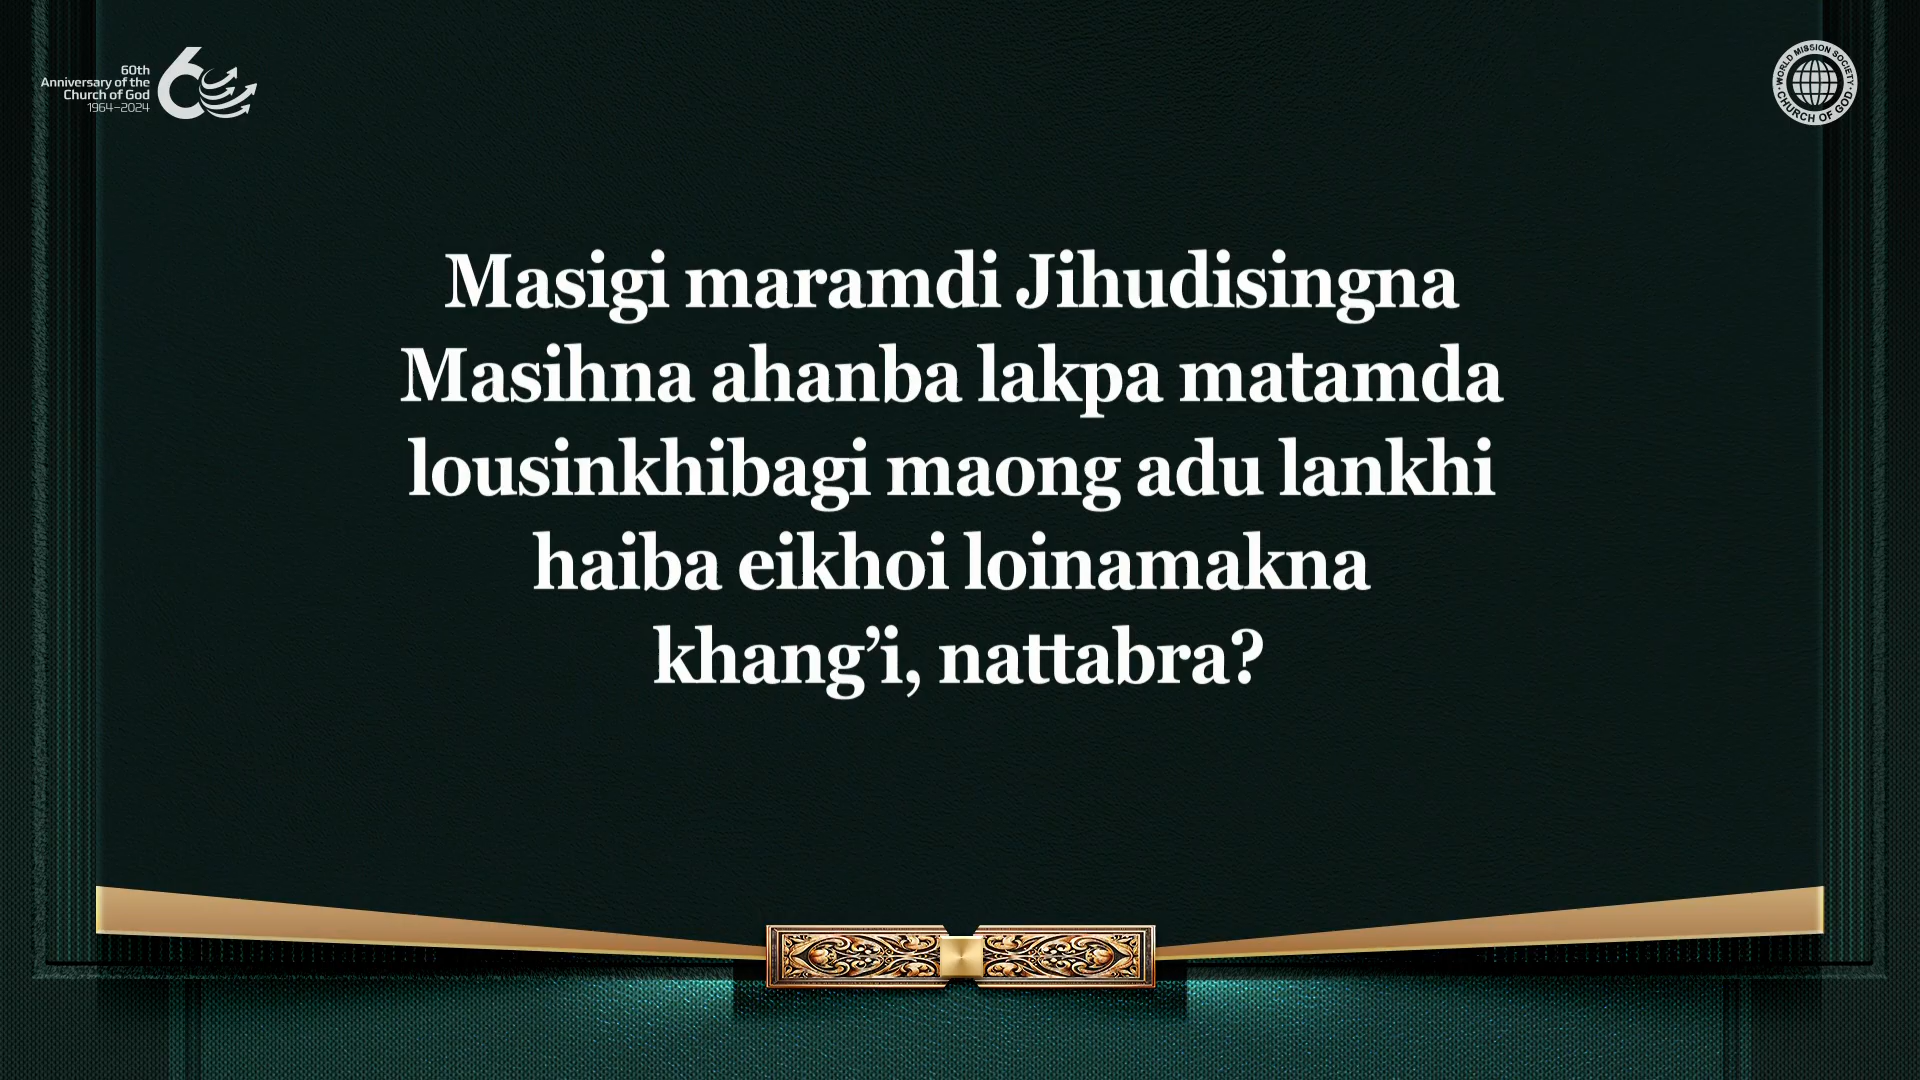 60th
Anniversary of the
Church of God
1964–2024
WORLD MISSION SOCIETY
CHURCH OF GOD
Masigi maramdi Jihudisingna
Masihna ahanba lakpa matamda
lousinkhibagi maong adu lankhi
haiba eikhoi loinamakna
khang’i, nattabra?